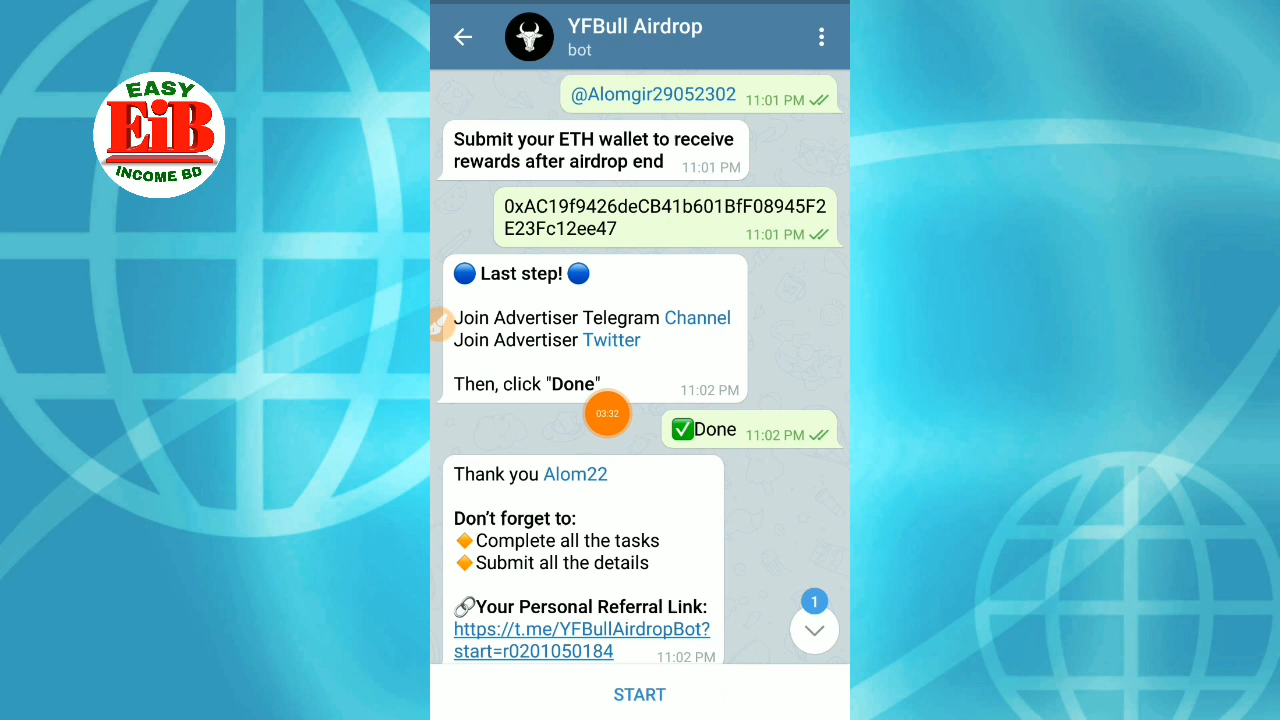 EASY
EiB
INCOME BD
YFBull Airdrop
bot
@Alomgir29052302 11:01 PM
Submit your ETH wallet to receive
rewards after airdrop end 11:01 PM
0xAC19f9426deCB41b601BfF08945F2
E23Fc12ee47 11:01 PM
🔵 Last step! 🔵
Join Advertiser Telegram Channel
Join Advertiser Twitter
Then, click "Done" 11:02 PM
03:32
✅Done 11:02 PM
Thank you Alom22
Don’t forget to:
🔸Complete all the tasks
🔸Submit all the details
🔗Your Personal Referral Link:
https://t.me/YFBullAirdropBot?
start=r0201050184 11:02 PM
1
START